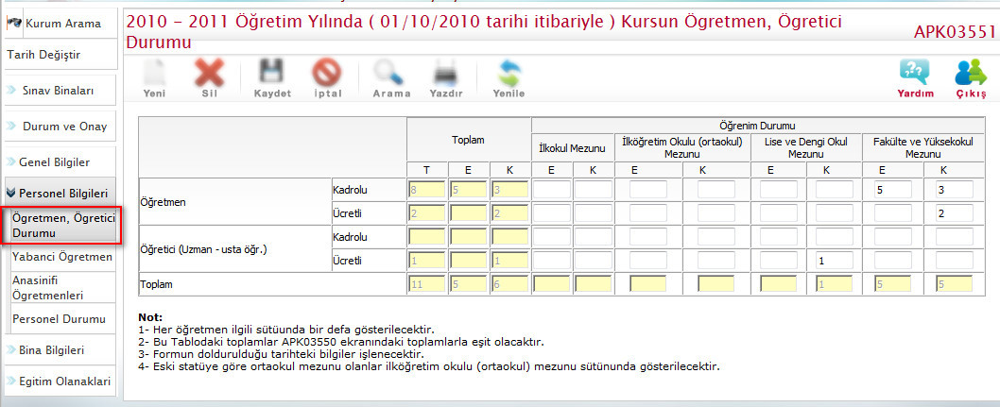 Kurum Arama
Tarih Değiştir
Sınav Binaları
Durum ve Onay
Genel Bilgiler
Personel Bilgileri
Ögretmen, Ögretici
Durumu
Yabanci Ögretmen
Anasinifi
Ögretmenleri
Personel Durumu
Bina Bilgileri
Egitim Olanaklari
2010 - 2011 Öğretim Yılında ( 01/10/2010 tarihi itibariyle ) Kursun Ögretmen, Ögretici
Durumu
APK03551
Yeni Sil Kaydet İptal Arama Yazdır Yenile Yardım Çıkış
Toplam Öğrenim Durumu
İlkokul Mezunu İlköğretim Okulu (ortaokul) Mezunu Lise ve Dengi Okul Mezunu Fakülte ve Yüksekokul Mezunu
T E K E K E K E K E K
Öğretmen Kadrolu 8 5 3 5 3
Ücretli 2 2 2
Öğretici (Uzman - usta öğr.) Kadrolu
Ücretli 1 1 1
Toplam 11 5 6 1 5 5
Not:
1- Her öğretmen ilgili sütüunda bir defa gösterilecektir.
2- Bu Tablodaki toplamlar APK03550 ekranındaki toplamlarla eşit olacaktır.
3- Formun doldurulduğu tarihteki bilgiler işlenecektir.
4- Eski statüye göre ortaokul mezunu olanlar ilköğretim okulu (ortaokul) mezunu sütününda gösterilecektir.